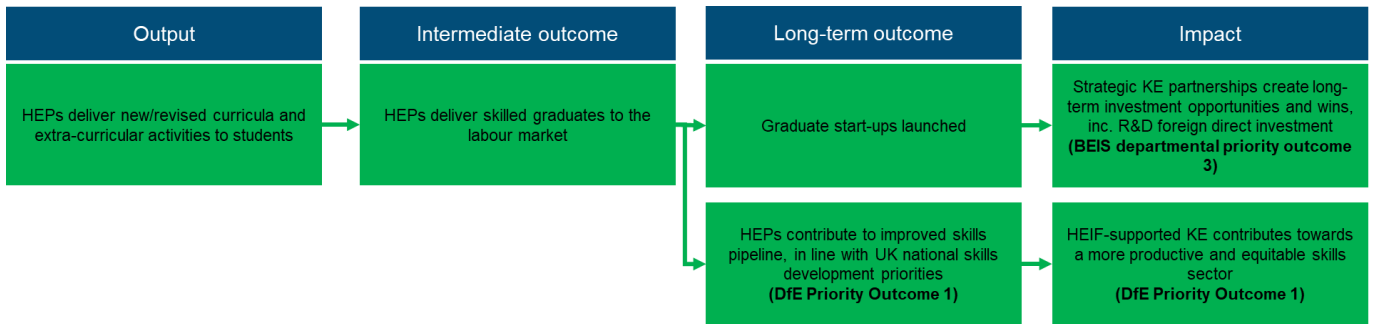 Output
Intermediate outcome
Long-term outcome
Impact
HEPs deliver new/revised curricula and
extra-curricular activities to students
HEPs deliver skilled graduates to the
labour market
Graduate start-ups launched
Strategic KE partnerships create long-
term investment opportunities and wins,
inc. R&D foreign direct investment
(BEIS departmental priority outcome
3)
HEPs contribute to improved skills
pipeline, in line with UK national skills
development priorities
(DfE Priority Outcome 1)
HEIF-supported KE contributes towards
a more productive and equitable skills
sector
(DfE Priority Outcome 1)